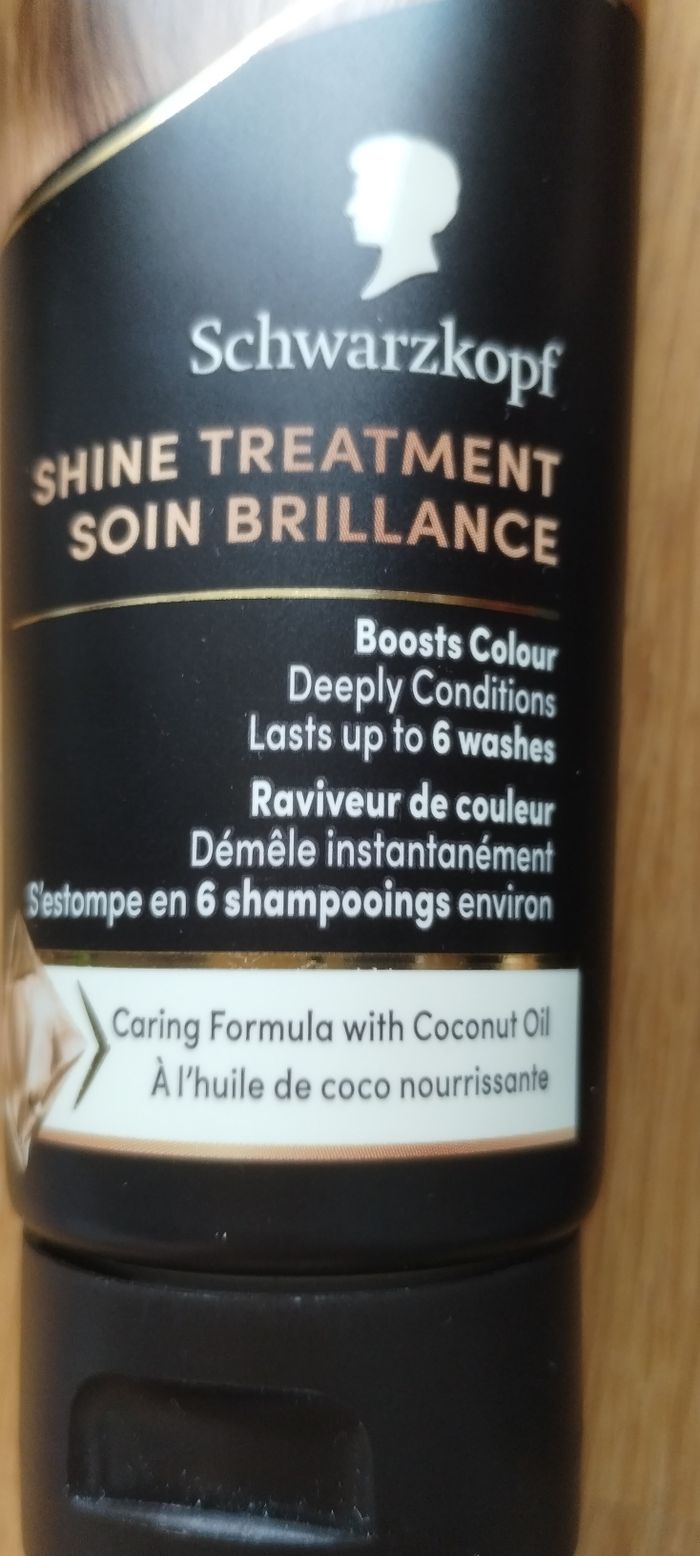 Schwarzkopf
SHINE TREATMENT
SOIN BRILLANCE
Boosts Colour
Deeply Conditions
Lasts up to 6 washes
Raviveur de couleur
Démêle instantanément
S'estompe en 6 shampooings environ
Caring Formula with Coconut Oil
À l'huile de coco nourrissante